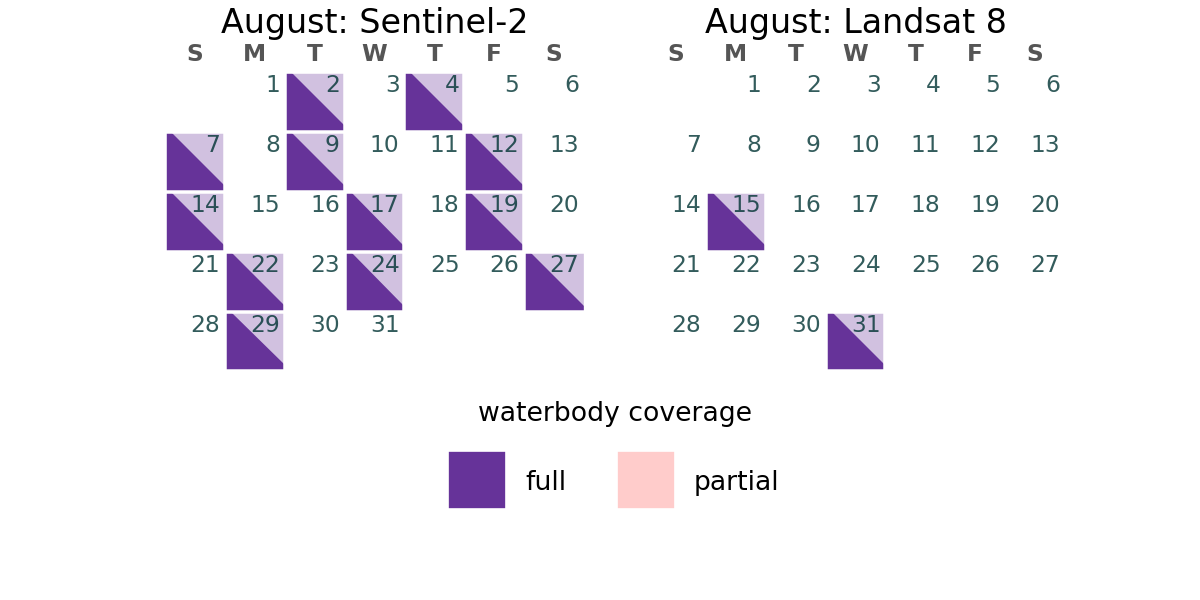 August: Sentinel-2
S M T W T F S
1 2 3 4 5 6
7 8 9 10 11 12 13
14 15 16 17 18 19 20
21 22 23 24 25 26 27
28 29 30 31
August: Landsat 8
S M T W T F S
1 2 3 4 5 6
7 8 9 10 11 12 13
14 15 16 17 18 19 20
21 22 23 24 25 26 27
28 29 30 31
waterbody coverage
full partial